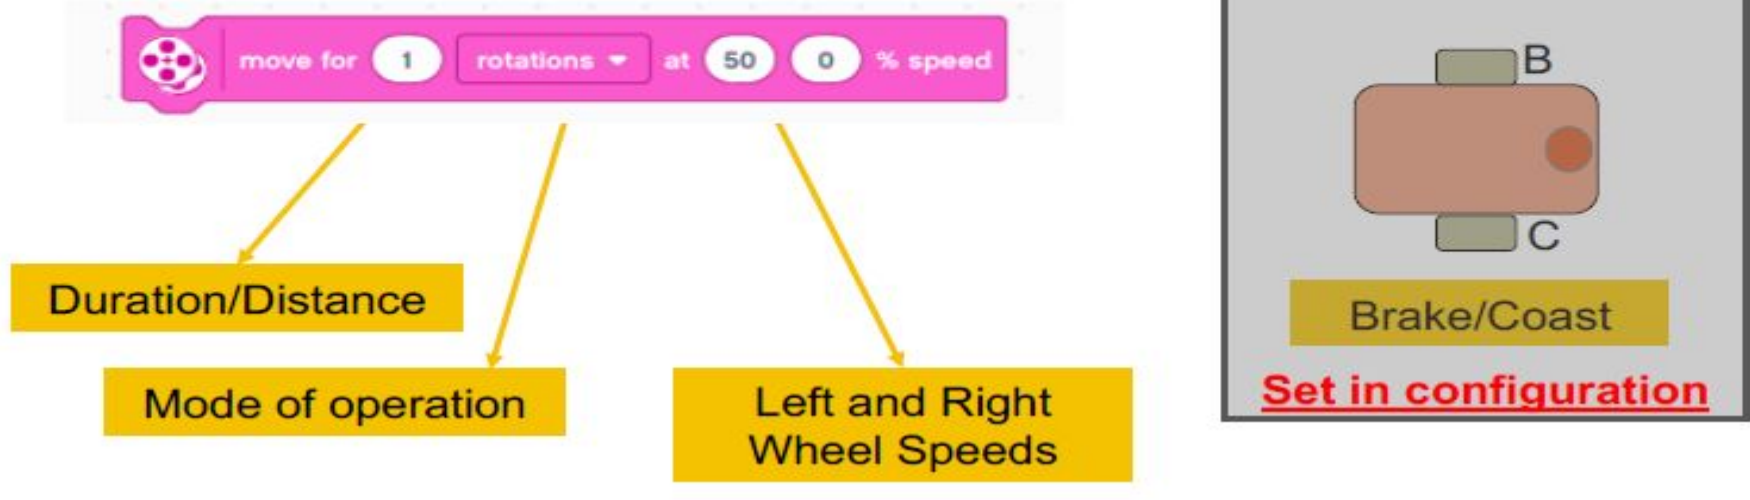 move for 1 rotations at 50 0 % speed
B
C
Duration/Distance
Brake/Coast
Mode of operation
Left and Right
Wheel Speeds
Set in configuration